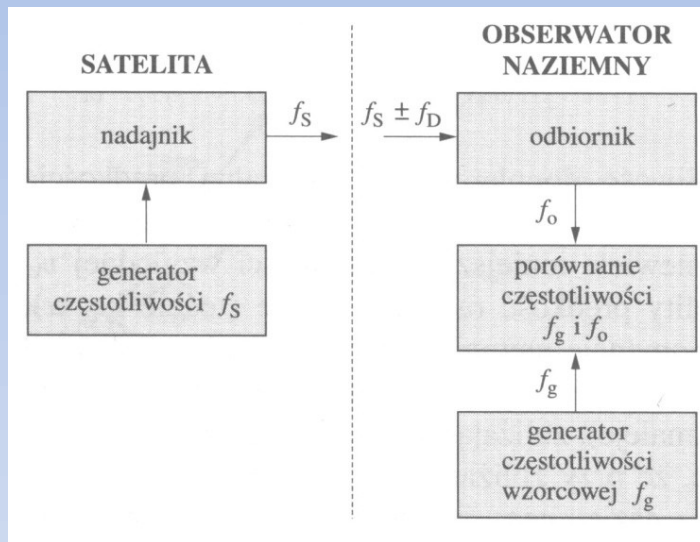 SATELITA
nadajnik
f_S
generator
częstotliwości f_S
OBSERWATOR
NAZIEMNY
f_S ± f_D
odbiornik
f_o
porównanie
częstotliwości
f_g i f_o
f_g
generator
częstotliwości
wzorcowej f_g